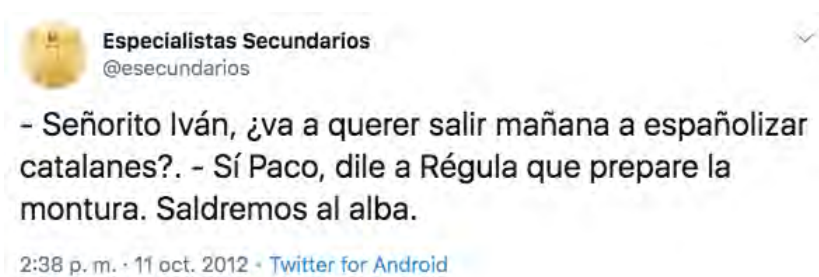 Especialistas Secundarios
@esecundarios
- Señorito Iván, ¿va a querer salir mañana a españolizar
catalanes?. - Sí Paco, dile a Régula que prepare la
montura. Saldremos al alba.
2:38 p. m. · 11 oct. 2012 · Twitter for Android